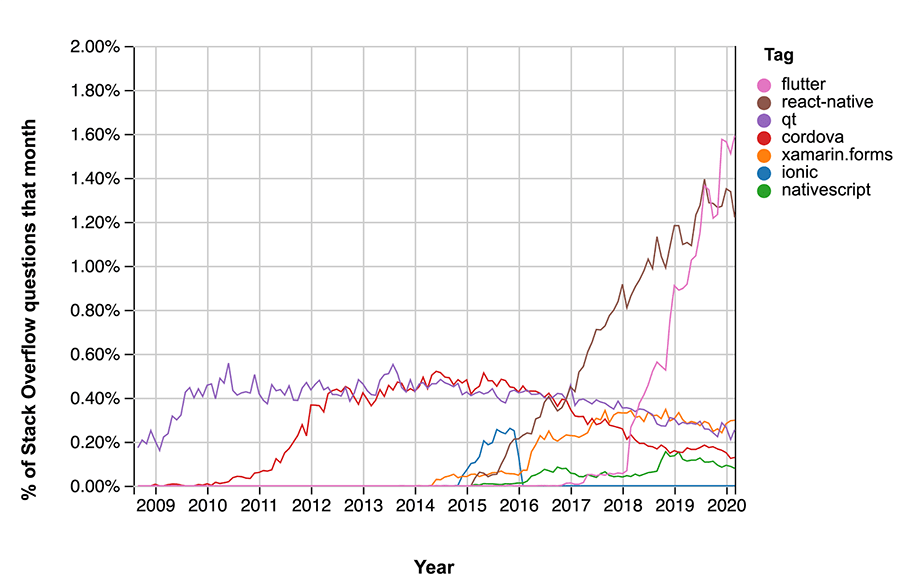 2.00%
1.80%
1.60%
1.40%
1.20%
1.00%
0.80%
0.60%
0.40%
0.20%
0.00%
% of Stack Overflow questions that month
2009 2010 2011 2012 2013 2014 2015 2016 2017 2018 2019 2020
Year
Tag
flutter
react-native
qt
cordova
xamarin.forms
ionic
nativescript